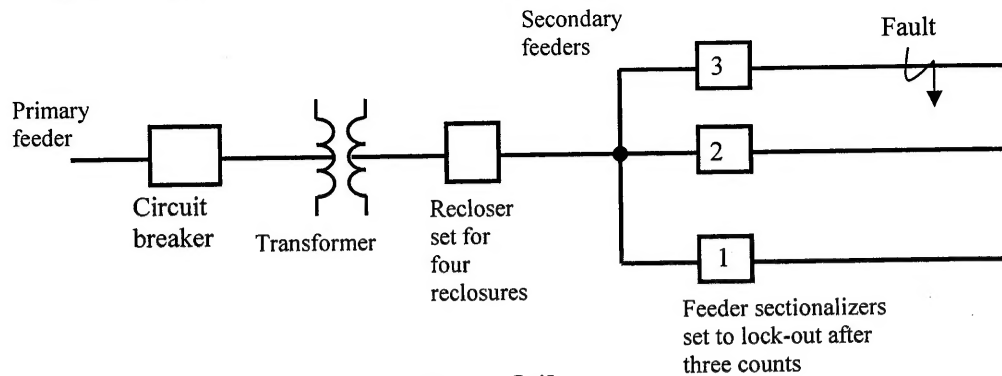 Secondary
feeders
Fault
3
Primary
feeder
2
Circuit
breaker
Transformer
Recloser
set for
four
reclosures
1
Feeder sectionalizers
set to lock-out after
three counts